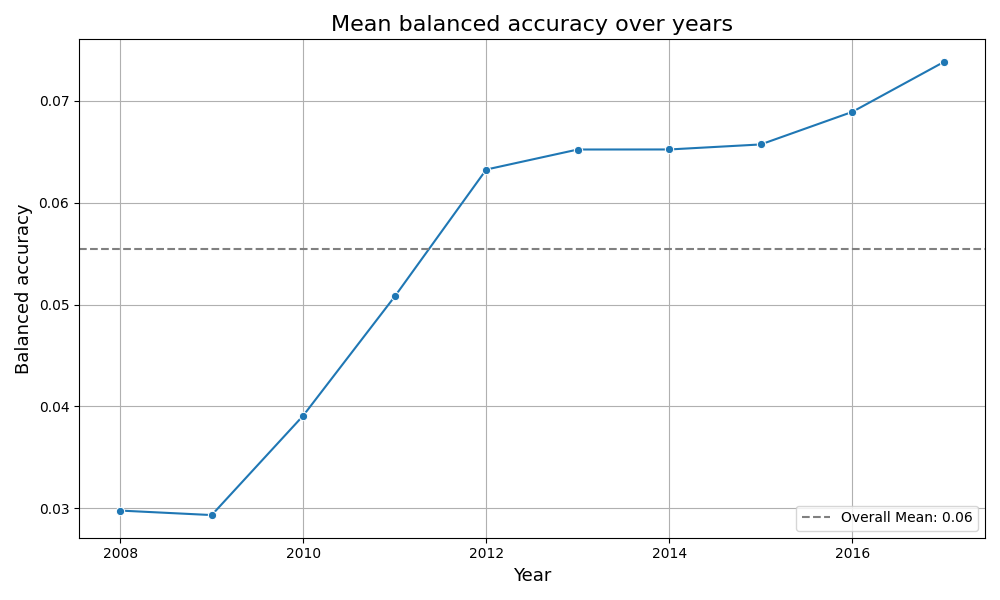 Mean balanced accuracy over years
Balanced accuracy
0.07
0.06
0.05
0.04
0.03
Overall Mean: 0.06
2008
2010
2012
2014
2016
Year